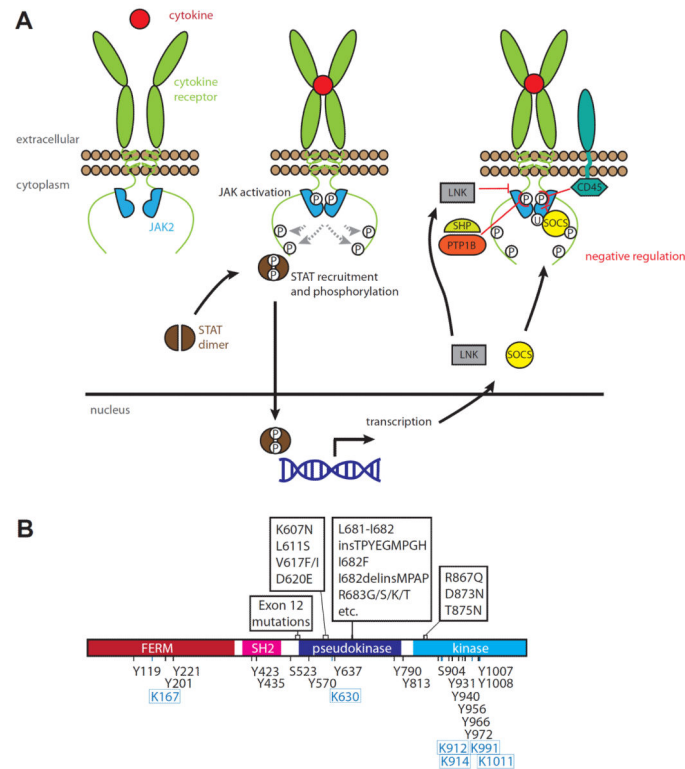 A
cytokine
cytokine
receptor
extracellular
cytoplasm
JAK2
JAK activation
P
P
P
P
P
P
P
P
STAT recruitment
and phosphorylation
STAT
dimer
LNK
SHP
PTP1B
P
P
U
SOCS
CD45
P
P
P
P
negative regulation
LNK
SOCS
nucleus
P
P
transcription
B
K607N
L611S
V617F/I
D620E
L681-I682
insTPYEGMPGH
I682F
I682delinsMPAP
R683G/S/K/T
etc.
R867Q
D873N
T875N
Exon 12
mutations
FERM
SH2
pseudokinase
kinase
Y119
Y221
Y423
S523
Y637
Y790
S904
Y1007
Y201
Y435
Y570
Y813
Y931
Y1008
K167
K630
Y940
Y956
Y966
Y972
K912
K991
K914
K1011